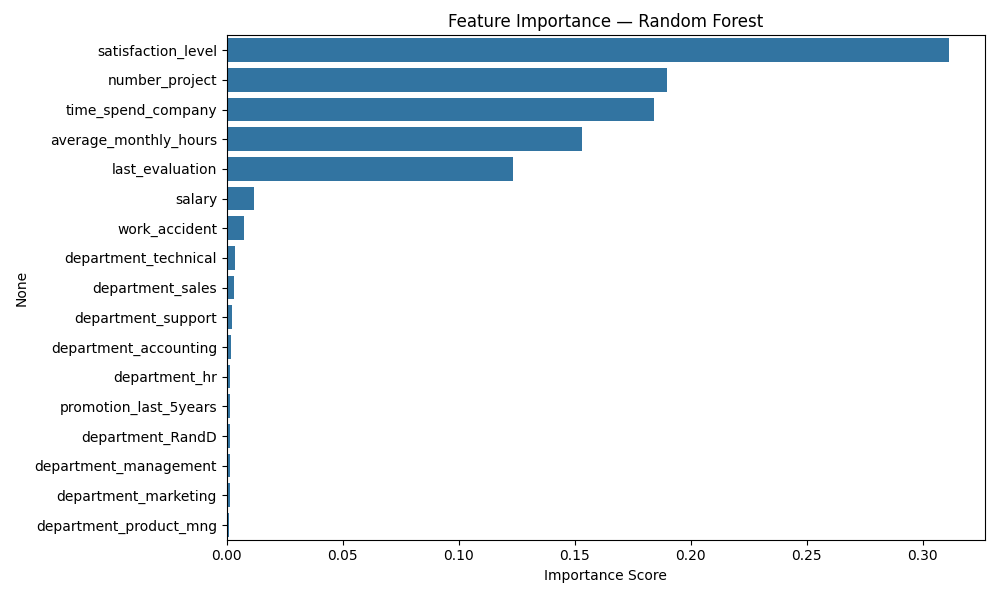 Feature Importance — Random Forest
satisfaction_level
number_project
time_spend_company
average_monthly_hours
last_evaluation
salary
work_accident
department_technical
department_sales
department_support
department_accounting
department_hr
promotion_last_5years
department_RandD
department_management
department_marketing
department_product_mng
None
0.00 0.05 0.10 0.15 0.20 0.25 0.30
Importance Score